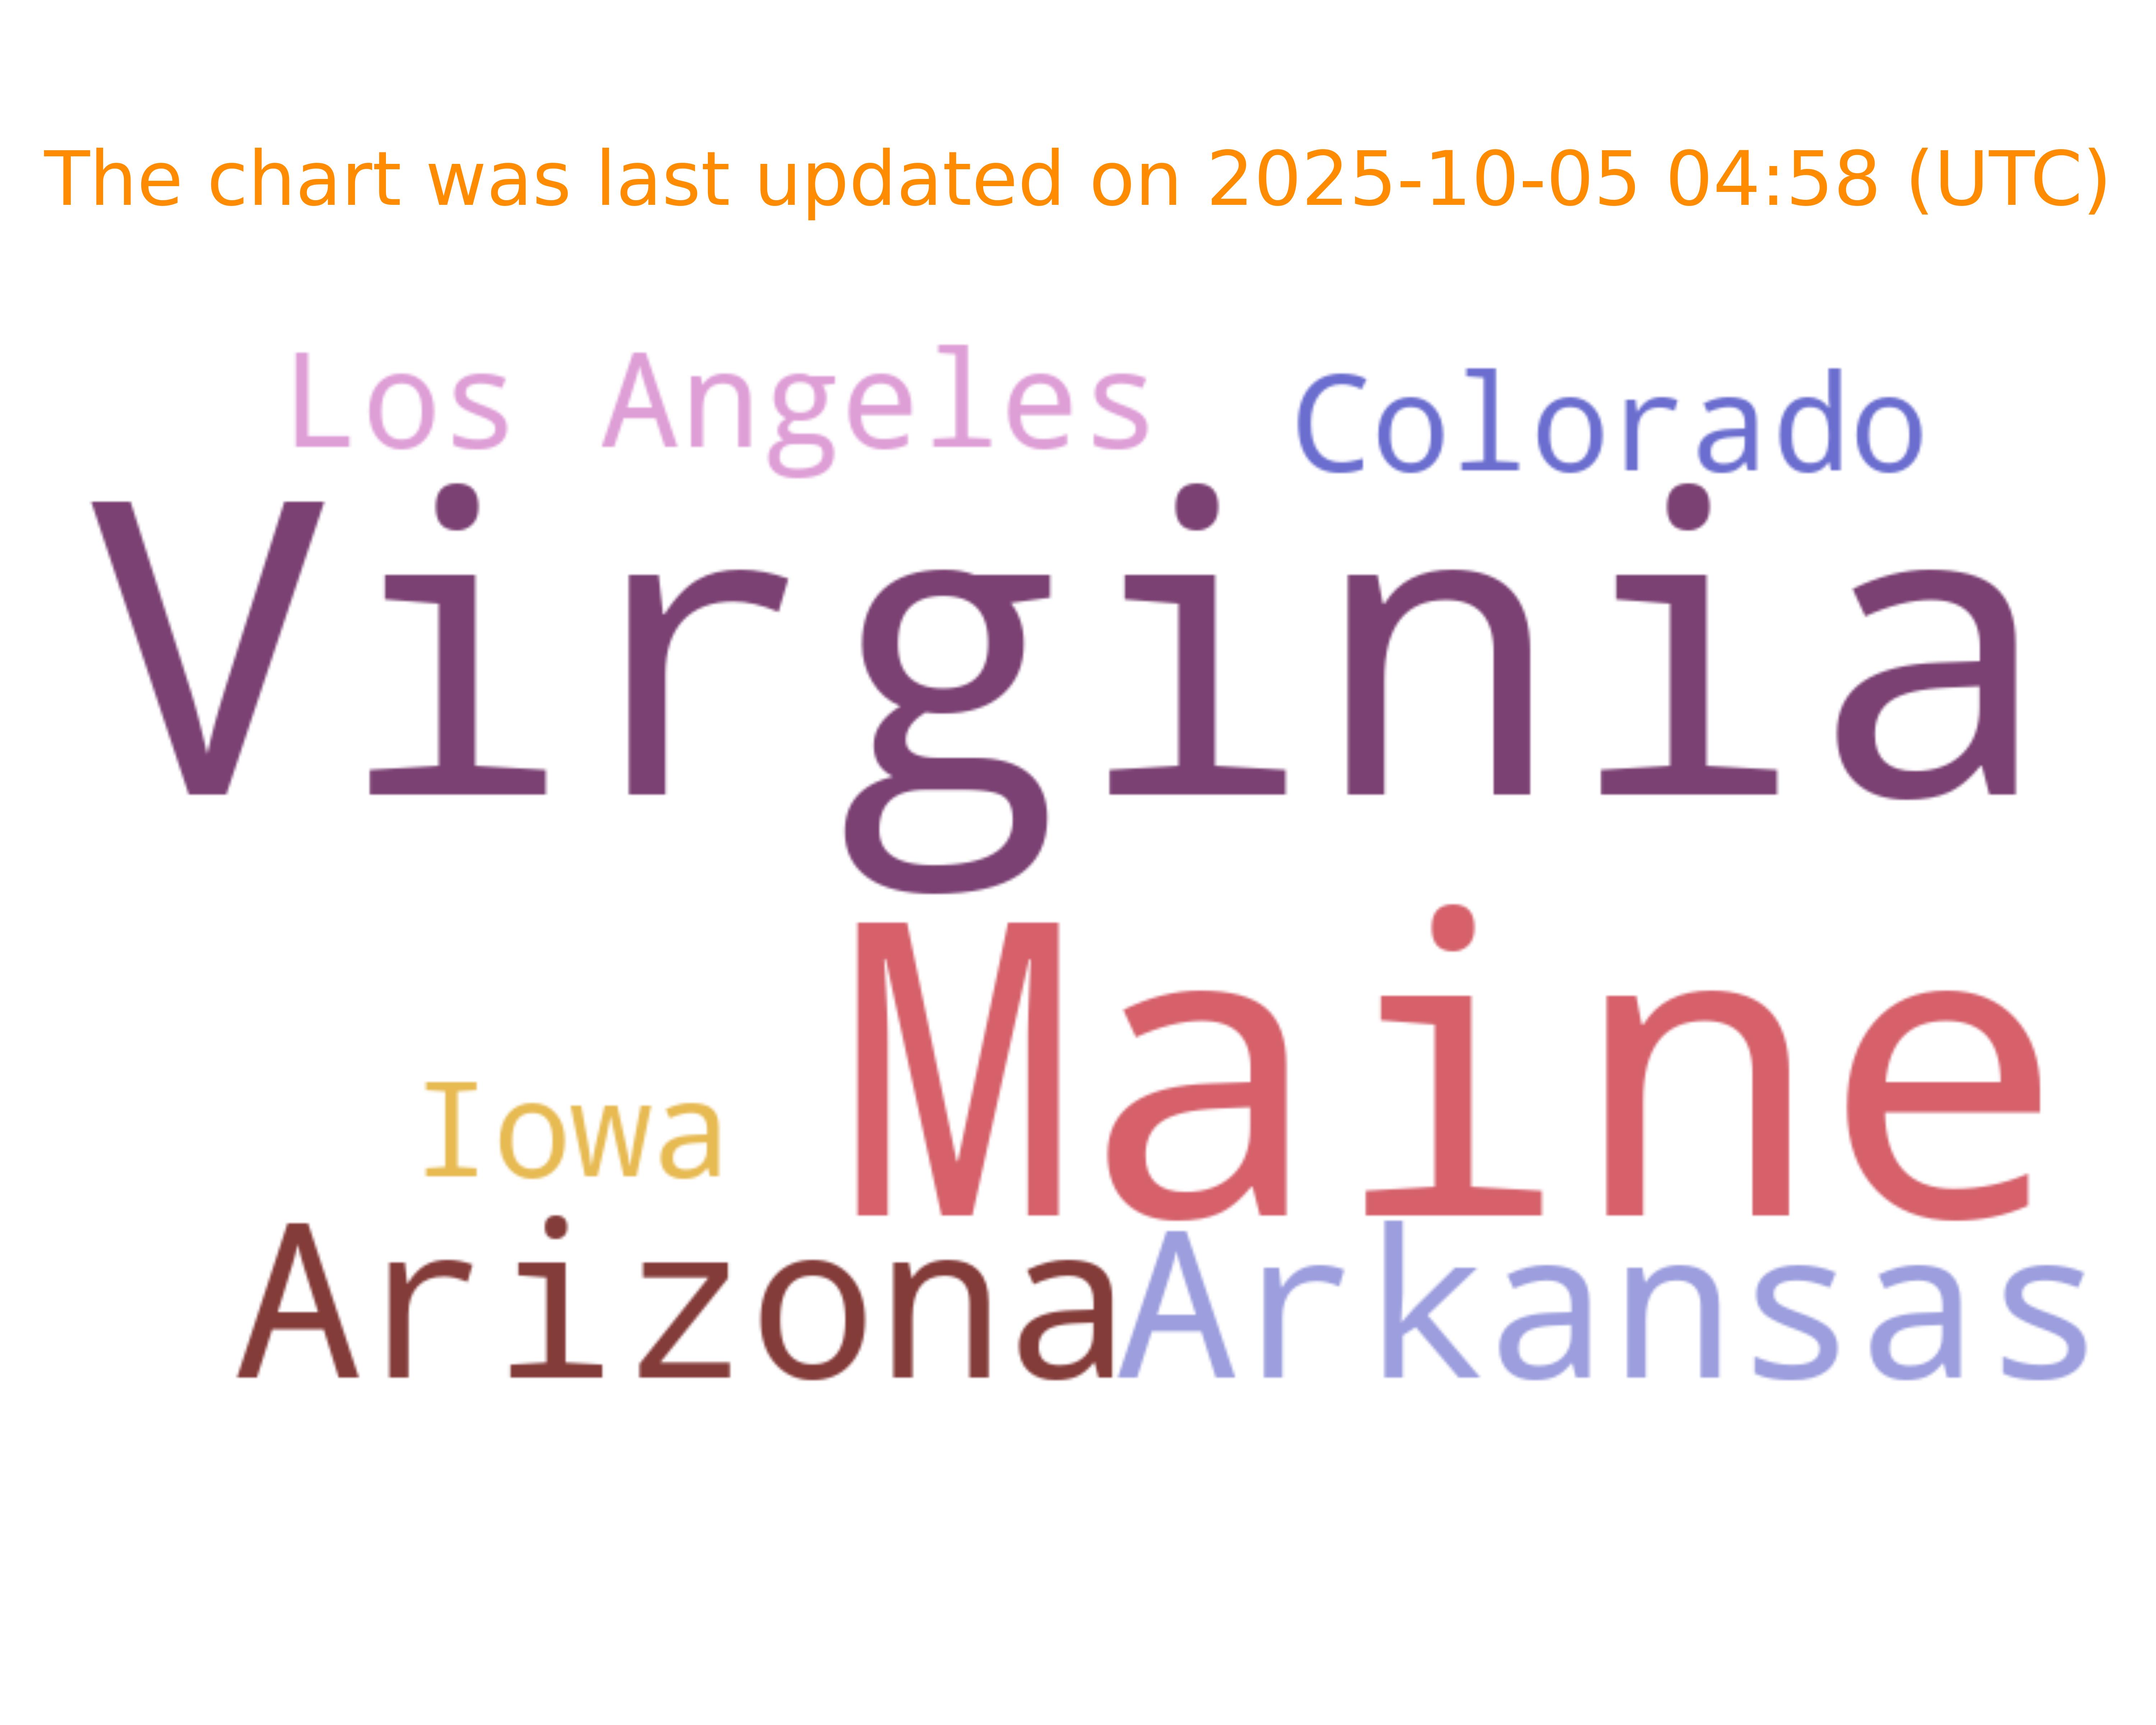 The chart was last updated on 2025-10-05 04:58 (UTC)
Los Angeles
Colorado
Virginia
Maine
Iowa
Arizona
Arkansas